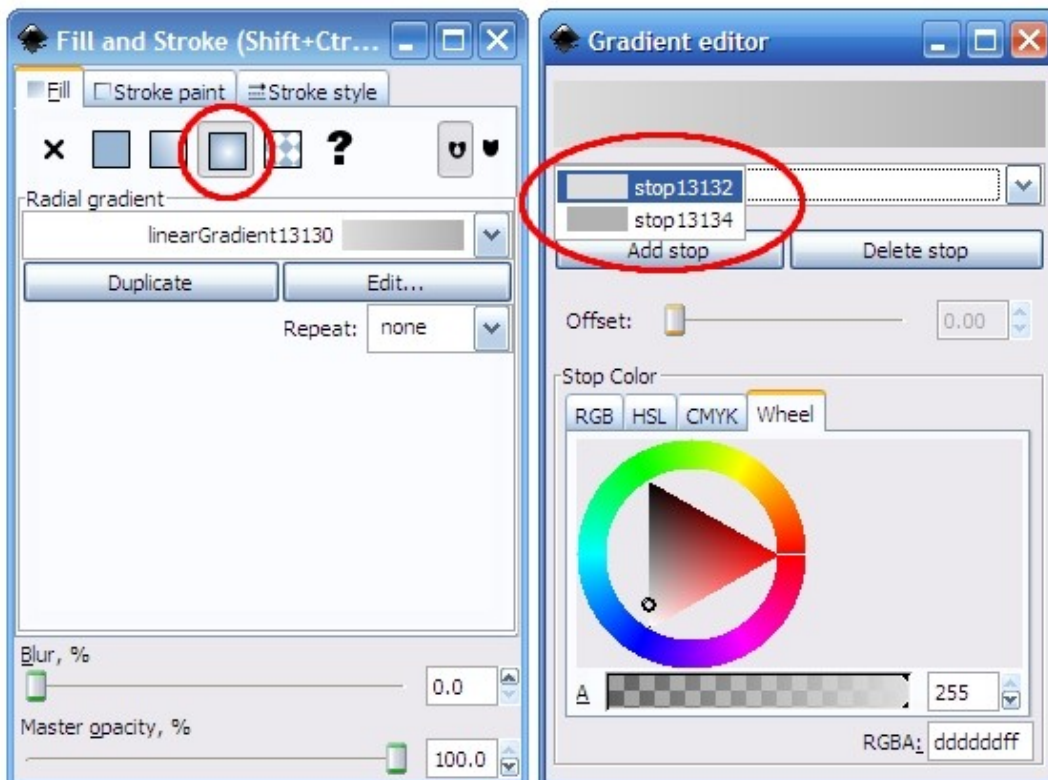 Fill and Stroke (Shift+Ctr...
Fill
Stroke paint
Stroke style
?
Radial gradient
linearGradient13130
Duplicate
Edit...
Repeat:
none
Blur, %
0.0
Master opacity, %
100.0
Gradient editor
stop13132
stop13134
Add stop
Delete stop
Offset:
0.00
Stop Color
RGB
HSL
CMYK
Wheel
A
255
RGBA:
ddddddff